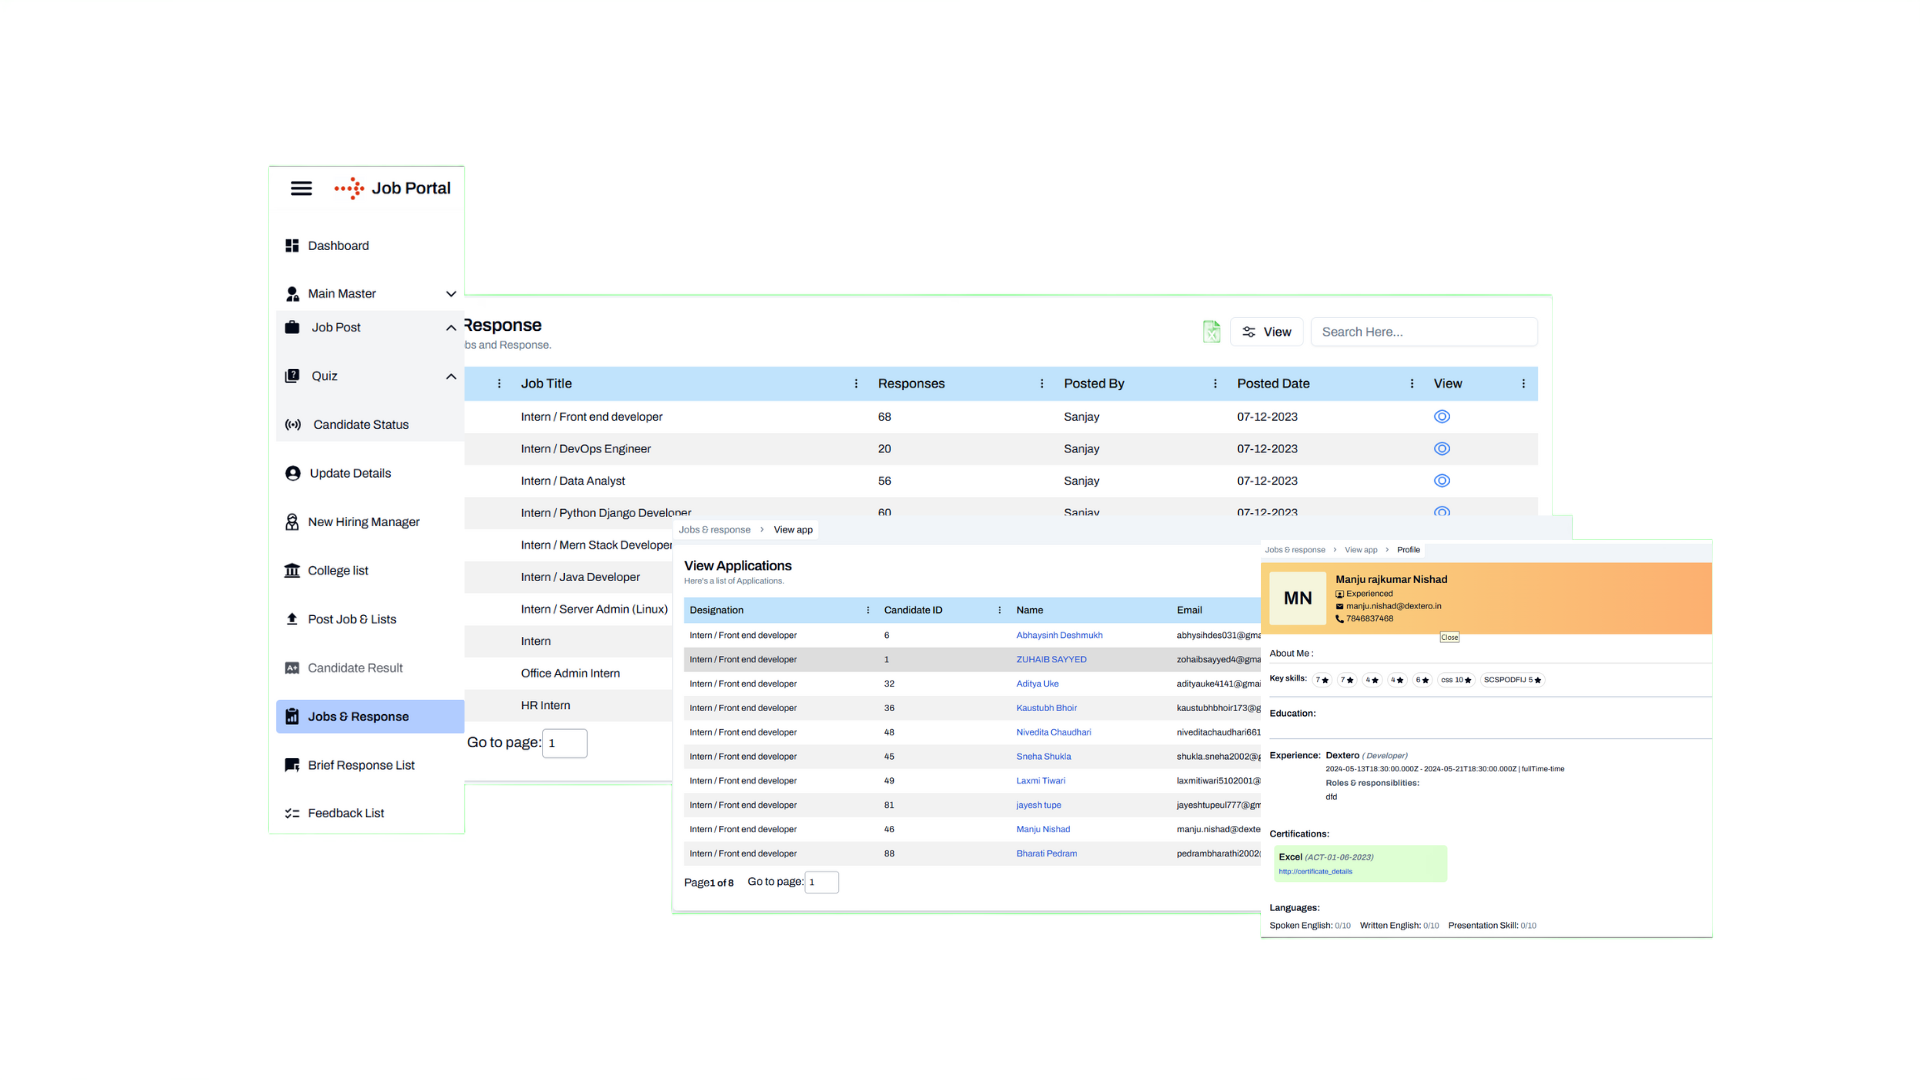 Job Portal
Dashboard
Main Master
Job Post
Quiz
Candidate Status
Update Details
New Hiring Manager
College list
Post Job & Lists
Candidate Result
Jobs & Response
Brief Response List
Feedback List
Response
bs and Response.
View
Search Here...
Job Title Responses Posted By Posted Date View
Intern / Front end developer 68 Sanjay 07-12-2023
Intern / DevOps Engineer 20 Sanjay 07-12-2023
Intern / Data Analyst 56 Sanjay 07-12-2023
Intern / Python Django Developer 60 Sanjay 07-12-2023
Intern / Mern Stack Developer
Intern / Java Developer
Intern / Server Admin (Linux)
Intern
Office Admin Intern
HR Intern
Go to page: 1
Jobs & response > View app
View Applications
Here's a list of Applications.
Designation Candidate ID Name Email
Intern / Front end developer 6 Abhaysinh Deshmukh abhysihdes031@gma
Intern / Front end developer 1 ZUHAIB SAYYED zohaibsayyed4@gma
Intern / Front end developer 32 Aditya Uke adityauke4141@gmai
Intern / Front end developer 36 Kaustubh Bhoir kaustubhbhoir173@g
Intern / Front end developer 48 Nivedita Chaudhari niveditachaudhari661
Intern / Front end developer 45 Sneha Shukla shukla.sneha2002@g
Intern / Front end developer 49 Laxmi Tiwari laxmitiwari5102001@
Intern / Front end developer 81 jayesh tupe jayeshtupeul777@gm
Intern / Front end developer 46 Manju Nishad manju.nishad@dexte
Intern / Front end developer 88 Bharati Pedram pedrambharathi2002@
Page1 of 8 Go to page: 1
Jobs & response > View app > Profile
MN
Manju rajkumar Nishad
Experienced
manju.nishad@dextero.in
7846837468
Close
About Me :
Key skills: 7★ 7★ 4★ 4★ 6★ css 10★ SCSPODFIJ 5★
Education:
Experience: Dextero ( Developer)
2024-05-13T18:30:00.000Z - 2024-05-21T18:30:00.000Z | fullTime-time
Roles & responsiblities:
dfd
Certifications:
Excel (ACT-01-06-2023)
http://certificate_details
Languages:
Spoken English: 0/10 Written English: 0/10 Presentation Skill: 0/10